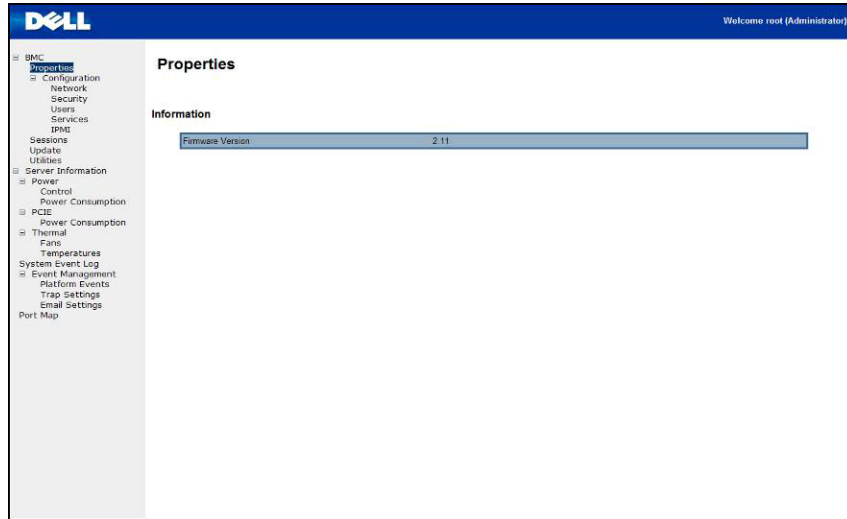 DELL
Welcome root (Administrator)
BMC
Properties
Configuration
Network
Security
Users
Services
IPMI
Sessions
Update
Utilities
Server Information
Power
Control
Power Consumption
PCIE
Power Consumption
Thermal
Fans
Temperatures
System Event Log
Event Management
Platform Events
Trap Settings
Email Settings
Port Map
Properties
Information
Firmware Version 2.11